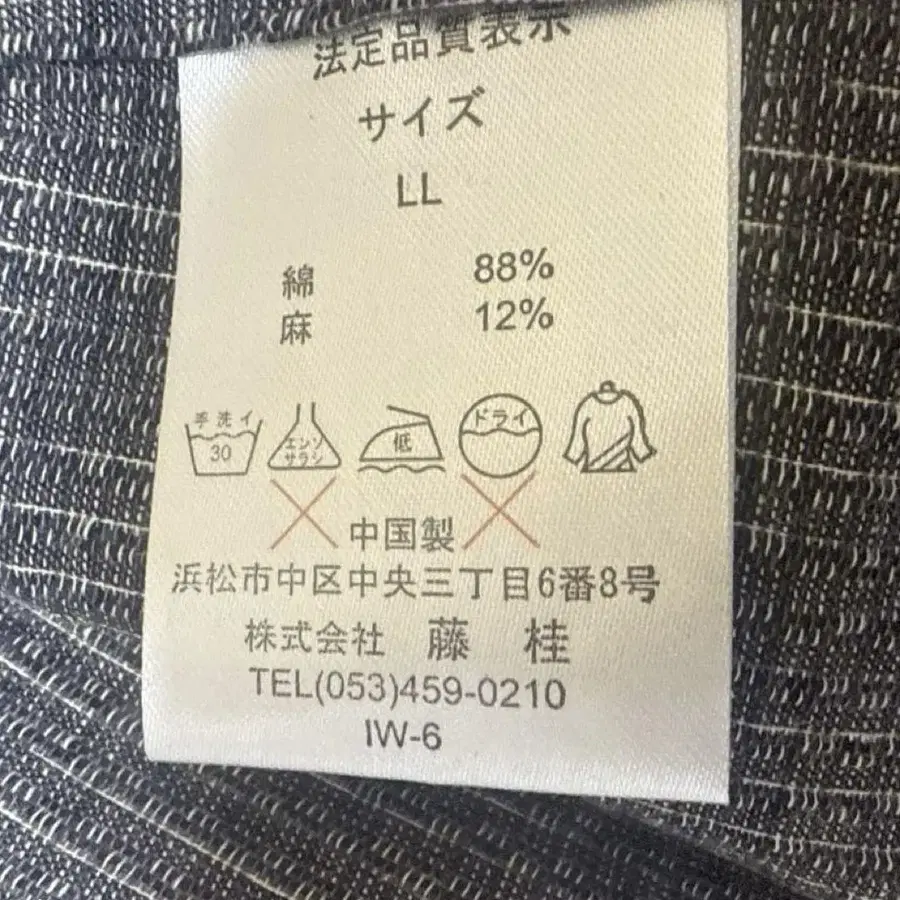 法定品質表示
サイズ
LL
綿 88%
麻 12%
手洗イ 30 エンソサラシ 低 ドライ
中国製
浜松市中区中央三丁目6番8号
株式会社 藤 桂
TEL(053)459-0210
IW-6